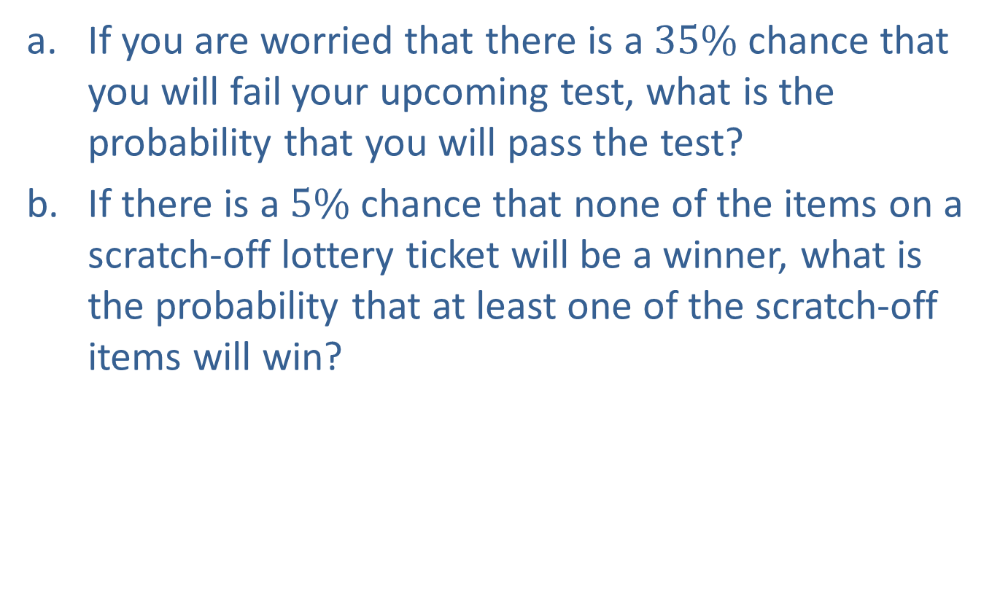 a. If you are worried that there is a 35% chance that
you will fail your upcoming test, what is the
probability that you will pass the test?
b. If there is a 5% chance that none of the items on a
scratch-off lottery ticket will be a winner, what is
the probability that at least one of the scratch-off
items will win?